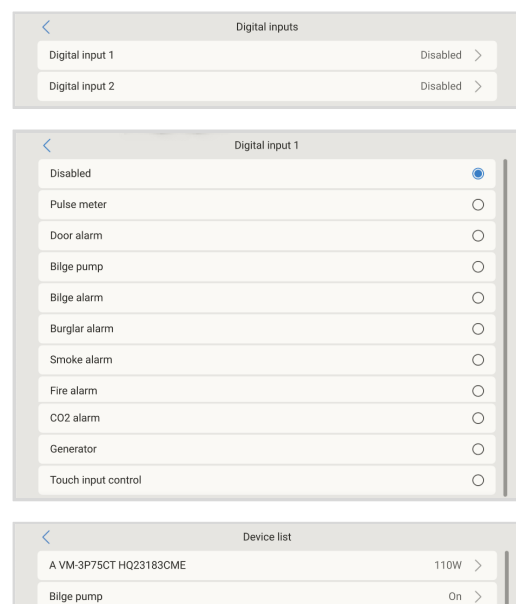 Digital inputs
Digital input 1 Disabled
Digital input 2 Disabled
Digital input 1
Disabled
Pulse meter
Door alarm
Bilge pump
Bilge alarm
Burglar alarm
Smoke alarm
Fire alarm
CO2 alarm
Generator
Touch input control
Device list
A VM-3P75CT HQ23183CME 110W
Bilge pump On